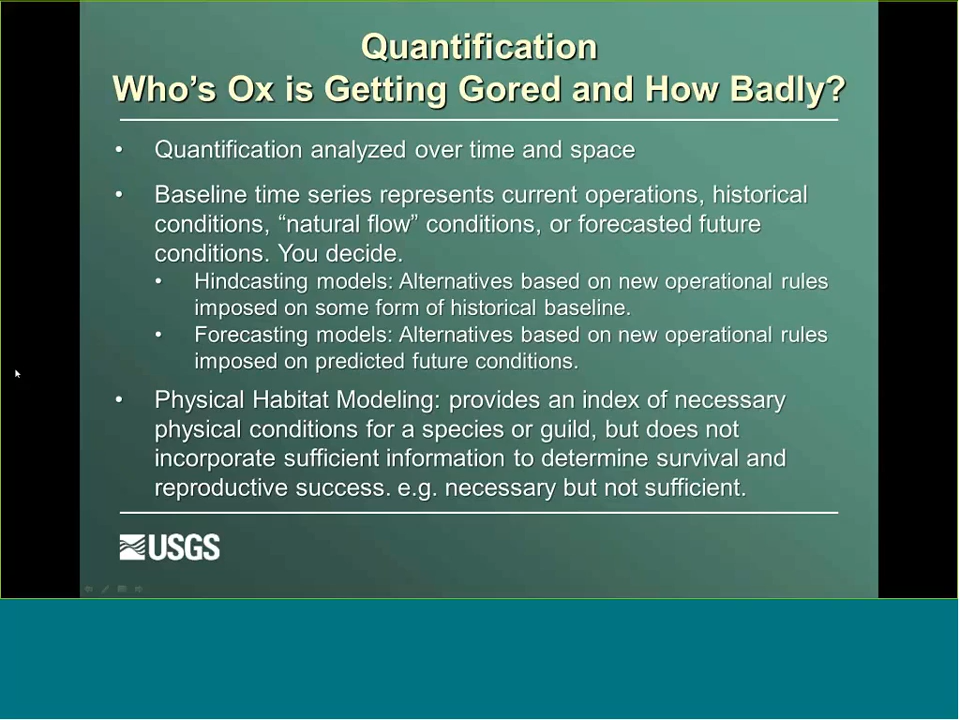 Quantification
Who's Ox is Getting Gored and How Badly?
• Quantification analyzed over time and space
• Baseline time series represents current operations, historical
conditions, “natural flow” conditions, or forecasted future
conditions. You decide.
• Hindcasting models: Alternatives based on new operational rules
imposed on some form of historical baseline.
• Forecasting models: Alternatives based on new operational rules
imposed on predicted future conditions.
• Physical Habitat Modeling: provides an index of necessary
physical conditions for a species or guild, but does not
incorporate sufficient information to determine survival and
reproductive success. e.g. necessary but not sufficient.
USGS